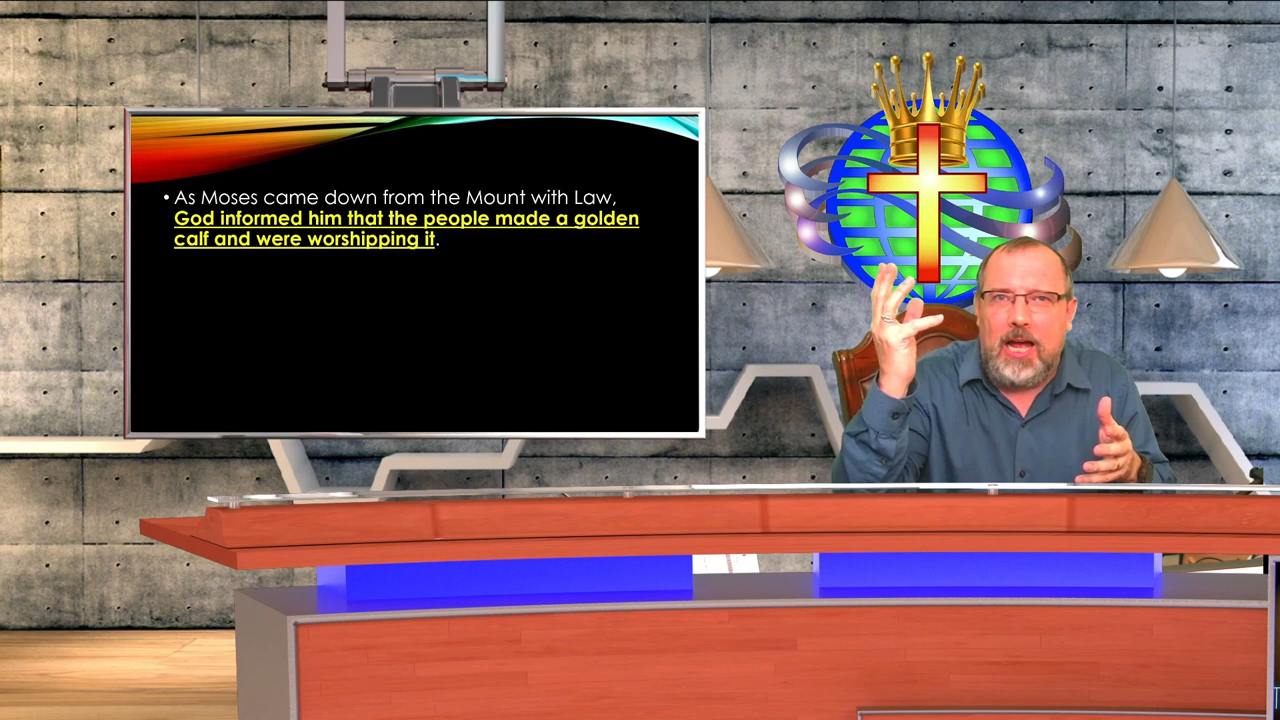 • As Moses came down from the Mount with Law,
God informed him that the people made a golden
calf and were worshipping it.